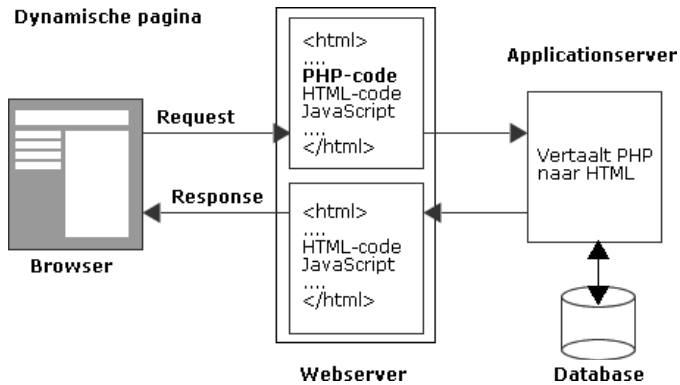 Dynamische pagina
<html>
....
PHP-code
HTML-code
JavaScript
....
</html>
Applicationserver
Request
Vertaalt PHP
naar HTML
Response
<html>
....
HTML-code
JavaScript
....
</html>
Browser
Webserver
Database